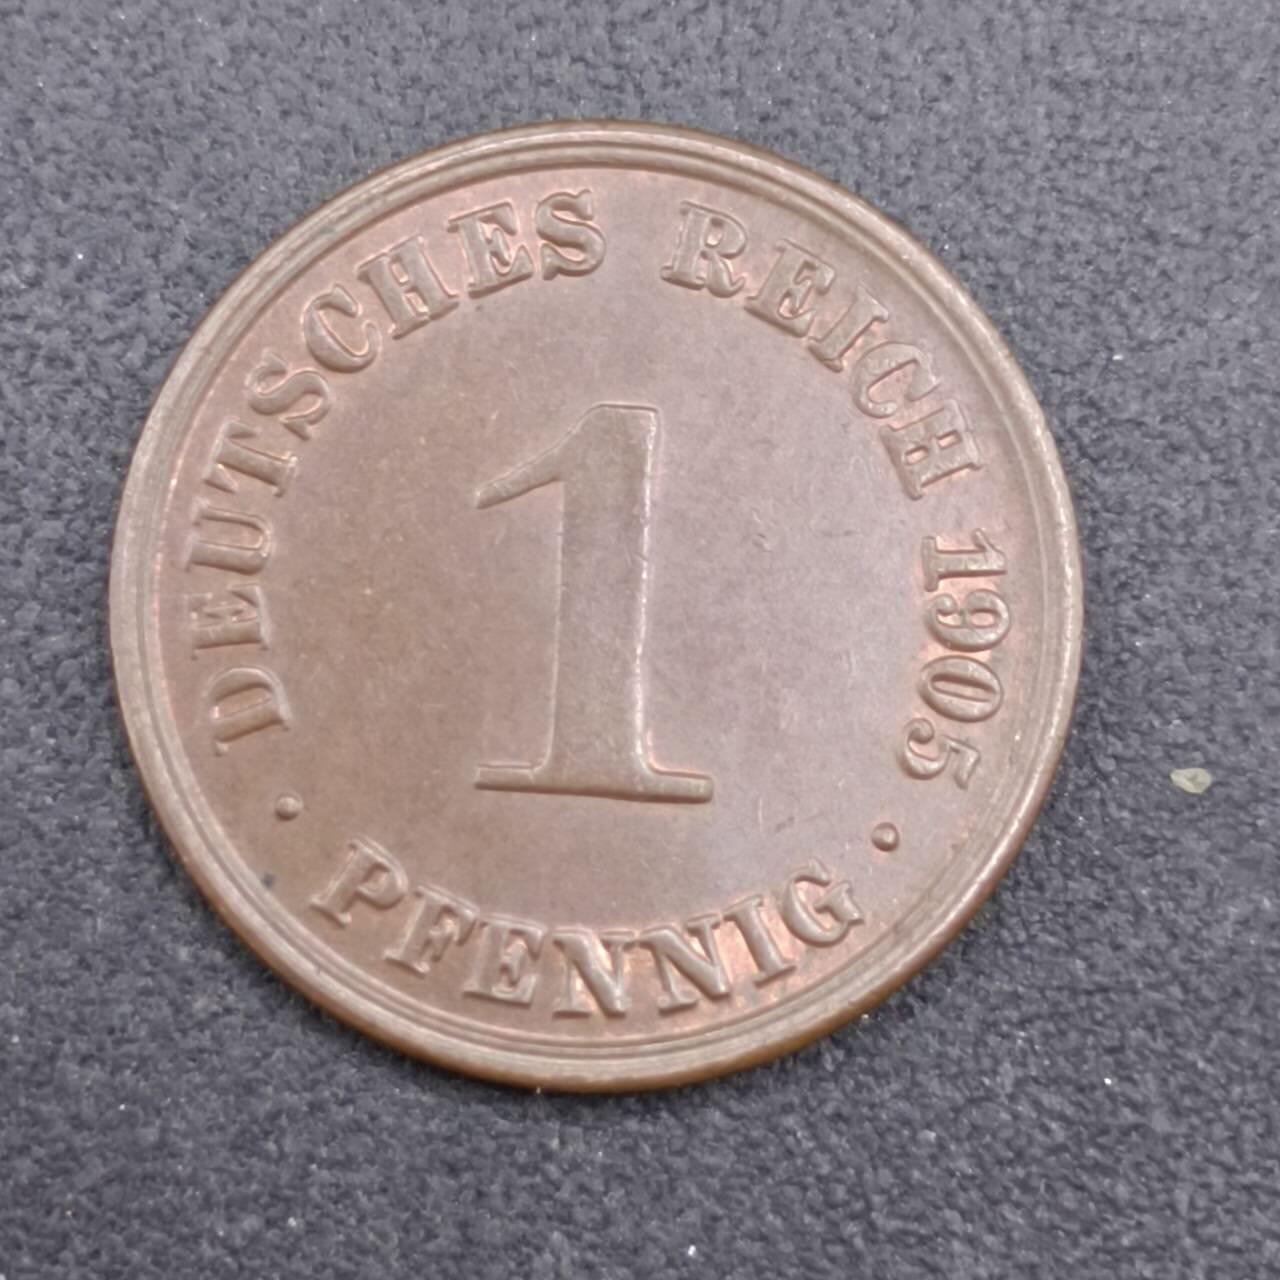 DEUTSCHES REICH 1905
1
• PFENNIG •